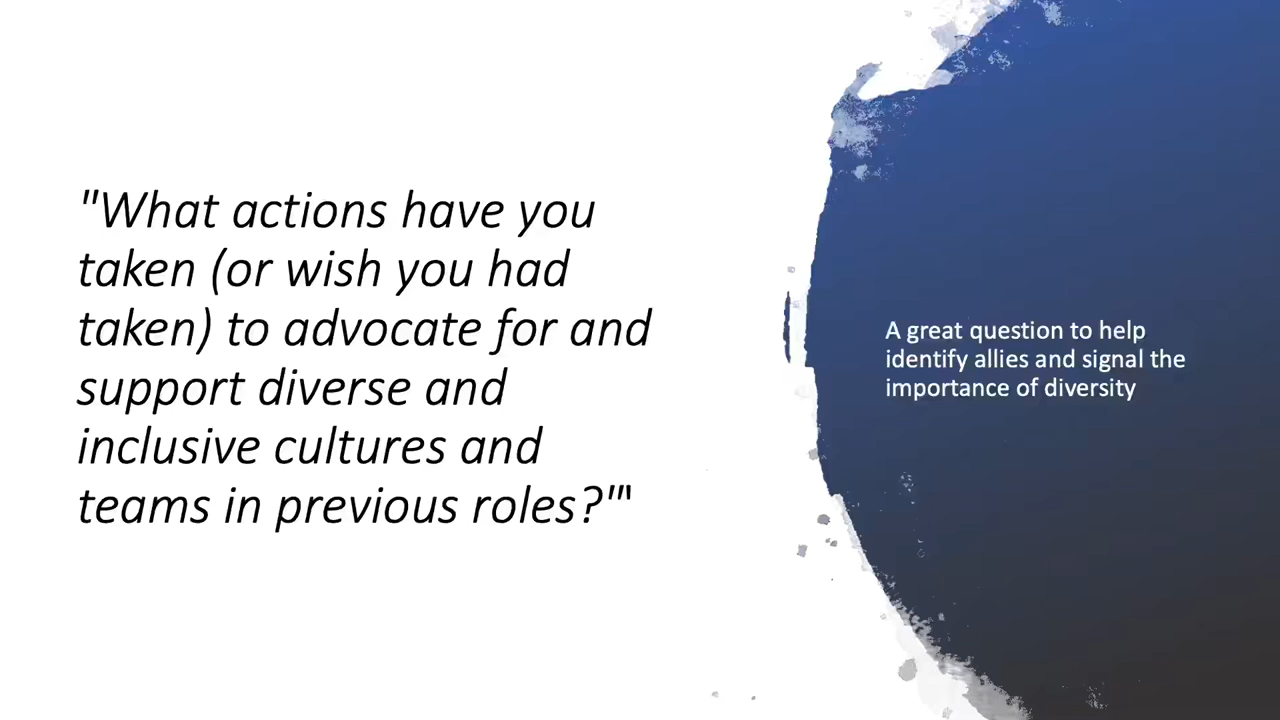 "What actions have you
taken (or wish you had
taken) to advocate for and
support diverse and
inclusive cultures and
teams in previous roles?"'
A great question to help
identify allies and signal the
importance of diversity